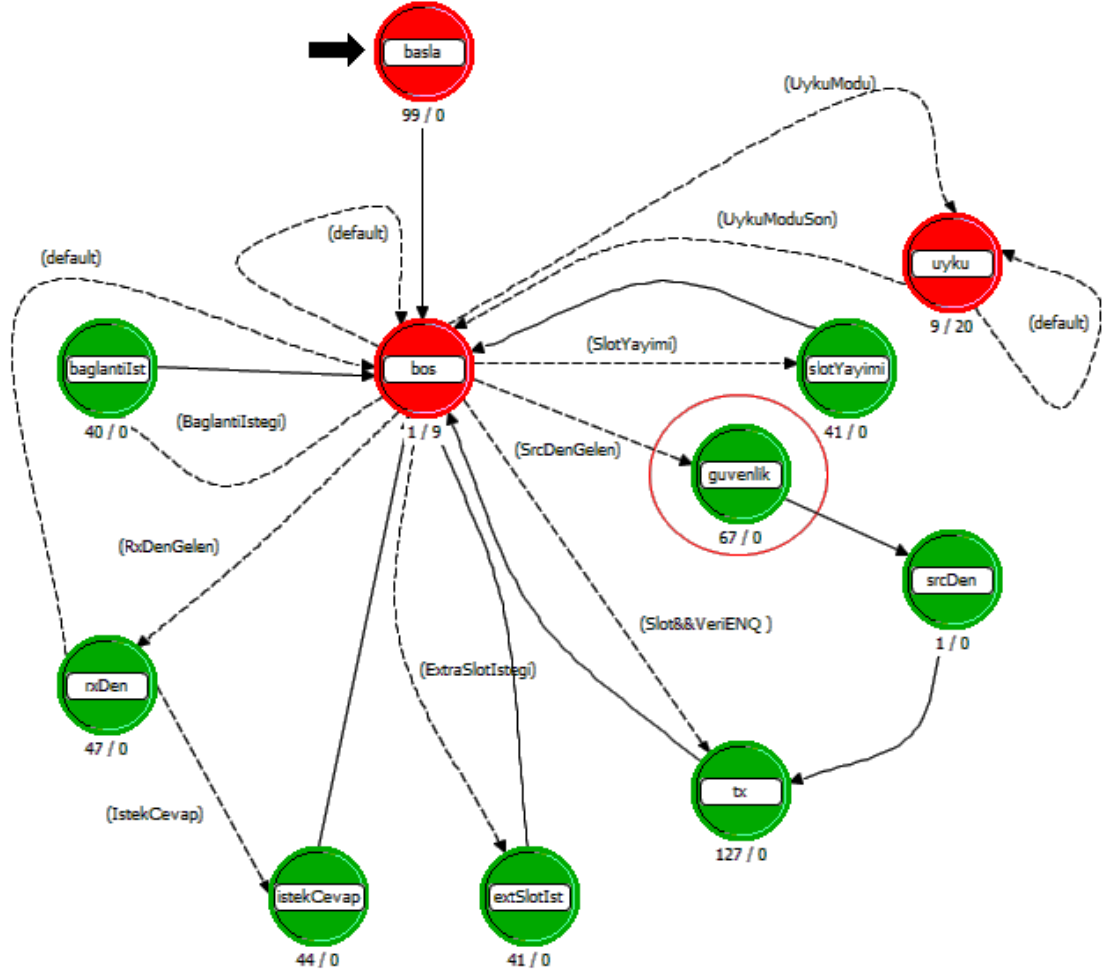 basla
99 / 0
(UykuModu)
(default)
(UykuModuSon)
(default)
uyku
9 / 20
(default)
baglantiIst
40 / 0
bos
1 / 9
(SlotYayimi)
slotYayimi
41 / 0
(BaglantiIstegi)
(SrcDenGelen)
guvenlik
67 / 0
(RxDenGelen)
srcDen
1 / 0
(Slot&&VeriENQ )
(ExtraSlotIstegi)
rxDen
47 / 0
tx
127 / 0
(IstekCevap)
istekCevap
44 / 0
extSlotIst
41 / 0